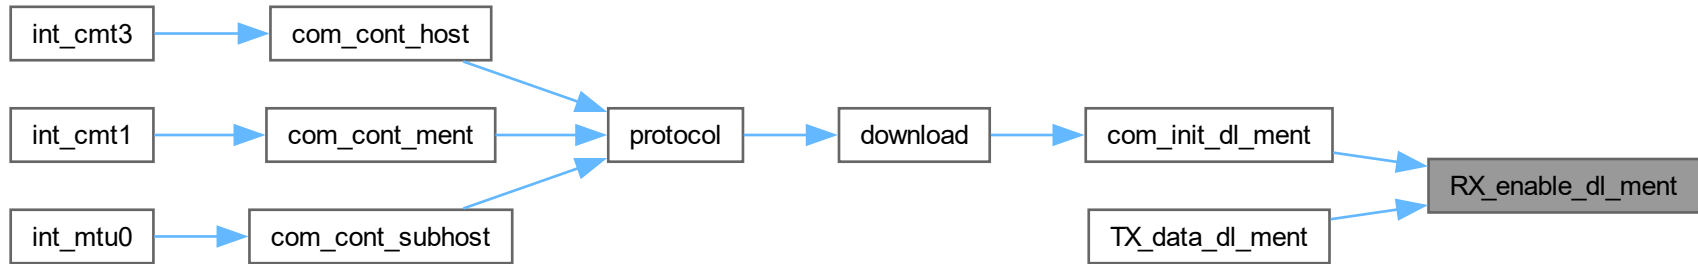 int_cmt3
com_cont_host
int_cmt1
com_cont_ment
protocol
download
com_init_dl_ment
RX_enable_dl_ment
int_mtu0
com_cont_subhost
TX_data_dl_ment